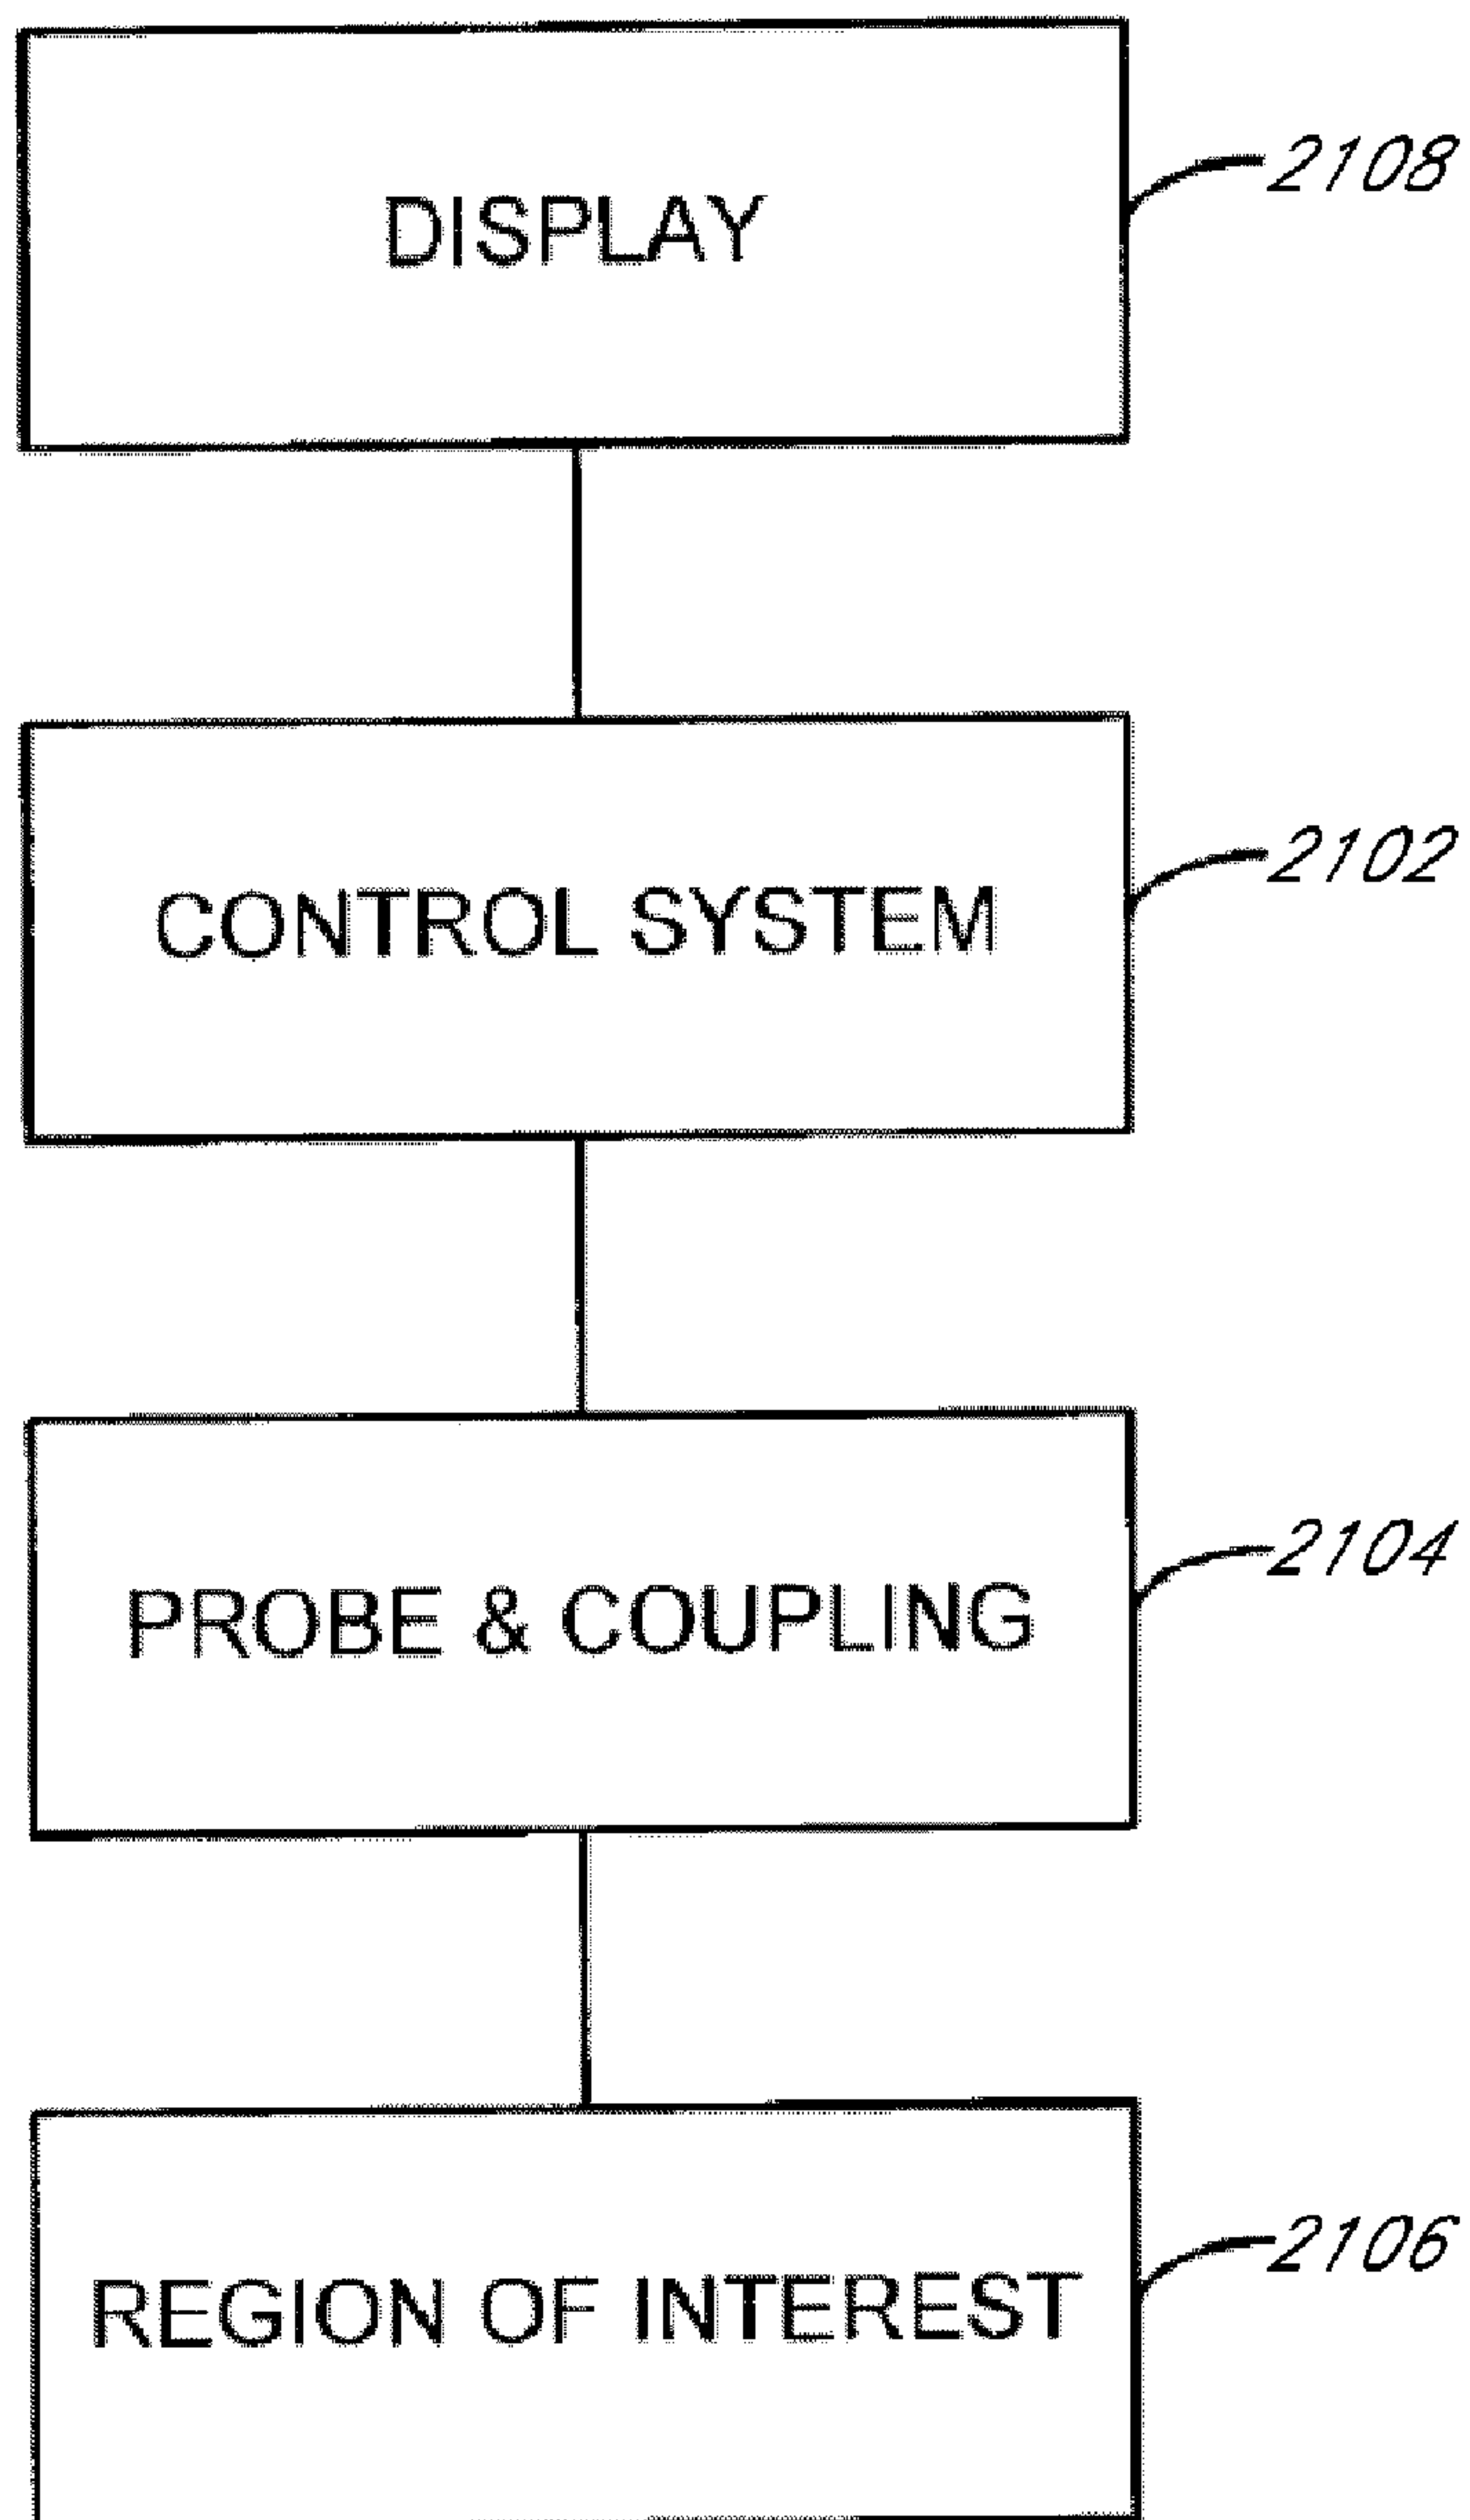 DISPLAY
2108
CONTROL SYSTEM
2102
PROBE & COUPLING
2104
REGION OF INTEREST
2106